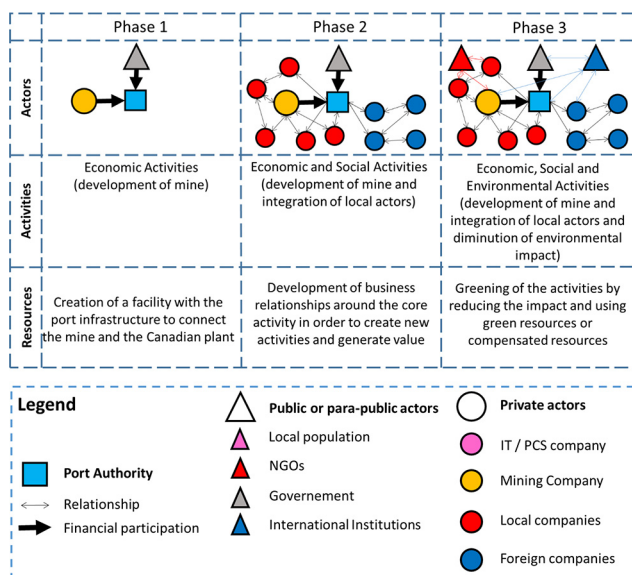 Phase 1
Phase 2
Phase 3
Actors
Activities
Economic Activities
(development of mine)
Economic and Social Activities
(development of mine and
integration of local actors)
Economic, Social and
Environmental Activities
(development of mine and
integration of local actors and
diminution of environmental
impact)
Resources
Creation of a facility with the
port infrastructure to connect
the mine and the Canadian plant
Development of business
relationships around the core
activity in order to create new
activities and generate value
Greening of the activities by
reducing the impact and using
green resources or
compensated resources
Legend
Port Authority
Relationship
Financial participation
Public or para-public actors
Local population
NGOs
Governement
International Institutions
Private actors
IT / PCS company
Mining Company
Local companies
Foreign companies